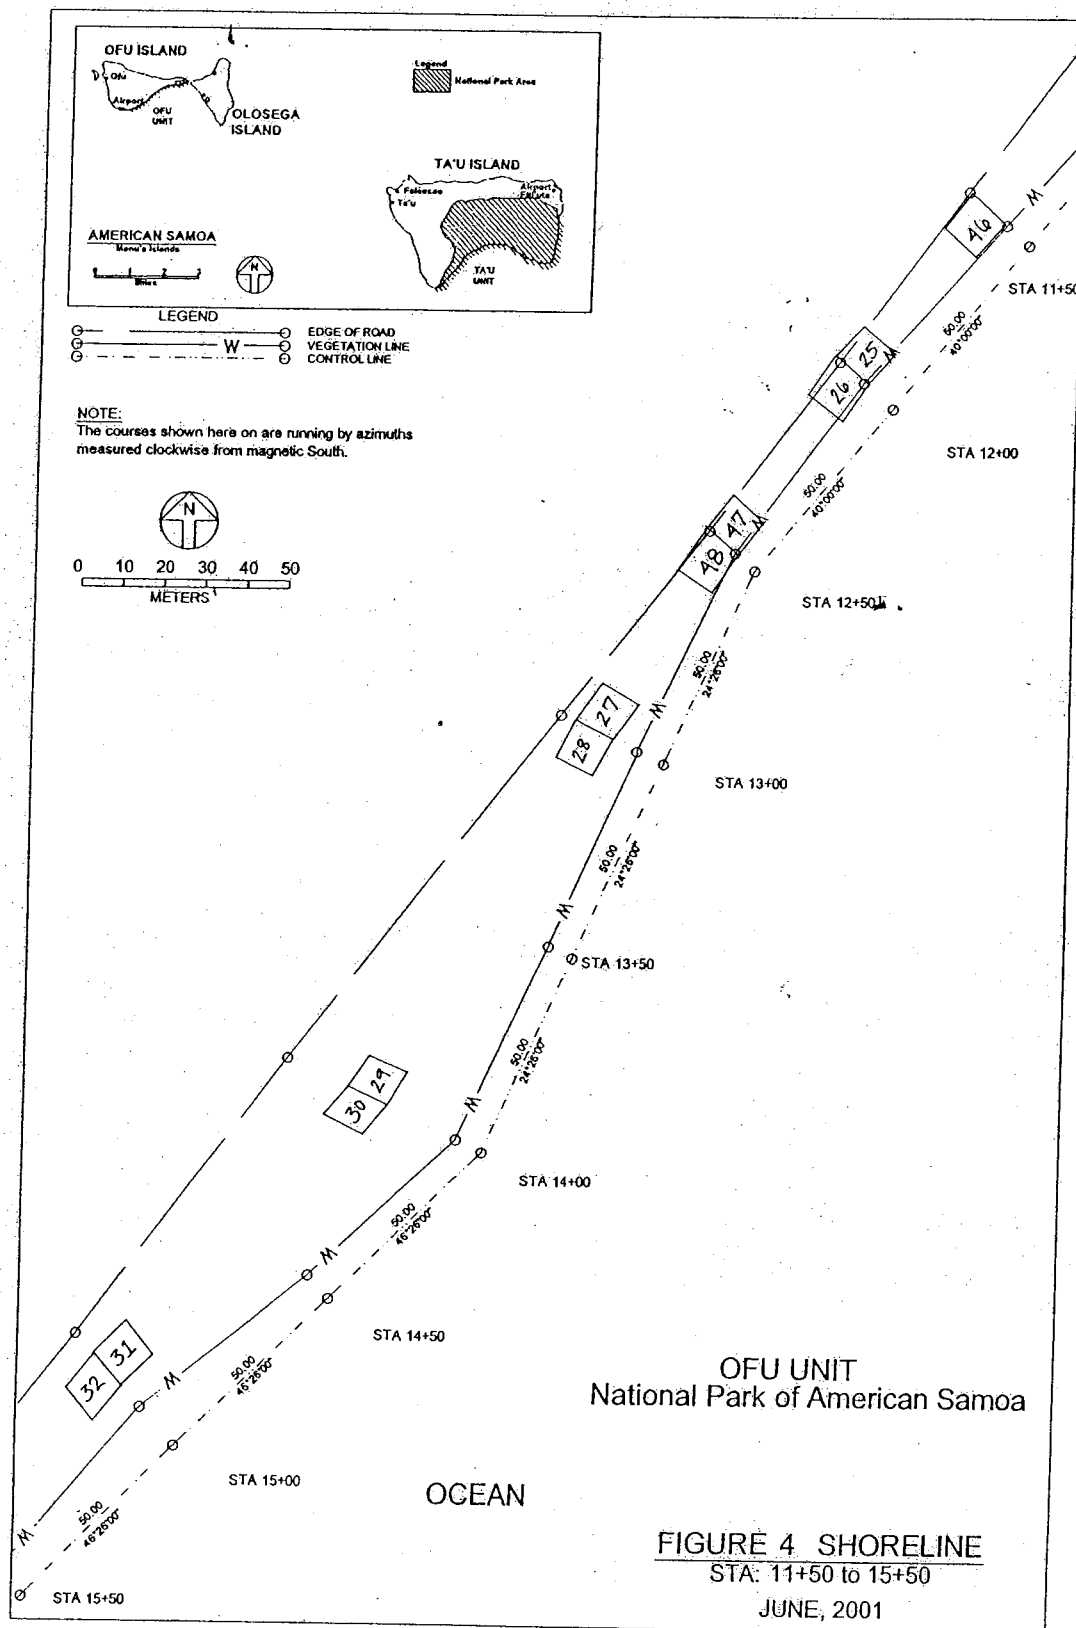 OFU ISLAND
Ofu
Airport
OFU
UNIT
OLOSEGA
ISLAND
Legend
National Park Area
TA'U ISLAND
Faleasao
Ta'u
Airport
TA'U
UNIT
AMERICAN SAMOA
Manu'a Islands
0 1 2 3
Miles
N
LEGEND
EDGE OF ROAD
W
VEGETATION LINE
CONTROL LINE
NOTE:
The courses shown here on are running by azimuths
measured clockwise from magnetic South.
N
0 10 20 30 40 50
METERS
W
46
STA 11+50
50.00
40°00'00"
25
26
W
STA 12+00
50.00
40°00'00"
47
48
W
STA 12+50
50.00
24°26'00"
27
28
W
STA 13+00
50.00
24°26'00"
W
STA 13+50
50.00
24°26'00"
29
30
W
STA 14+00
50.00
46°26'00"
W
STA 14+50
50.00
46°26'00"
31
32
W
STA 15+00
50.00
46°26'00"
W
STA 15+50
OFU UNIT
National Park of American Samoa
OCEAN
FIGURE 4 SHORELINE
STA: 11+50 to 15+50
JUNE, 2001